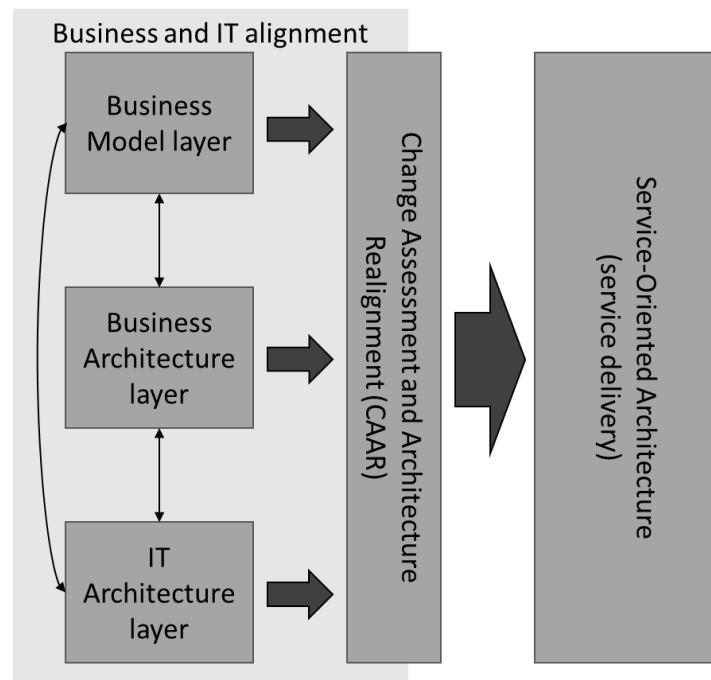 Business and IT alignment
Business
Model layer
Business
Architecture
layer
IT
Architecture
layer
Change Assessment and Architecture
Realignment (CAAR)
Service-Oriented Architecture
(service delivery)